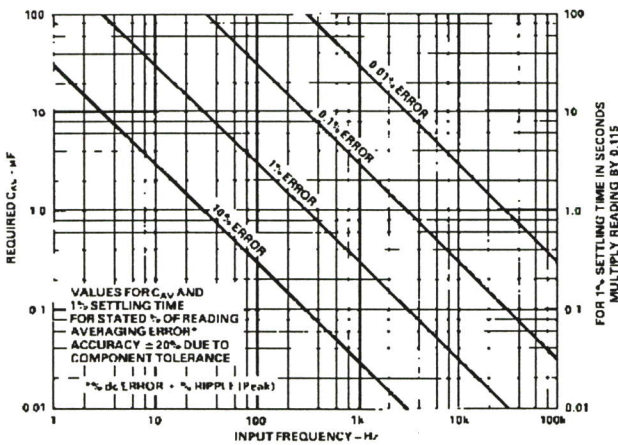 100
10
1.0
0.1
0.01
REQUIRED CAV - µF
0.01% ERROR
0.1% ERROR
1% ERROR
10% ERROR
VALUES FOR CAV AND
1% SETTLING TIME
FOR STATED % OF READING
AVERAGING ERROR*
ACCURACY ±20% DUE TO
COMPONENT TOLERANCE
*% dc ERROR + % RIPPLE (Peak)
1
10
100
1k
10k
100k
INPUT FREQUENCY – Hz
100
10
1.0
0.1
0.01
FOR 1% SETTLING TIME IN SECONDS
MULTIPLY READING BY 0.115